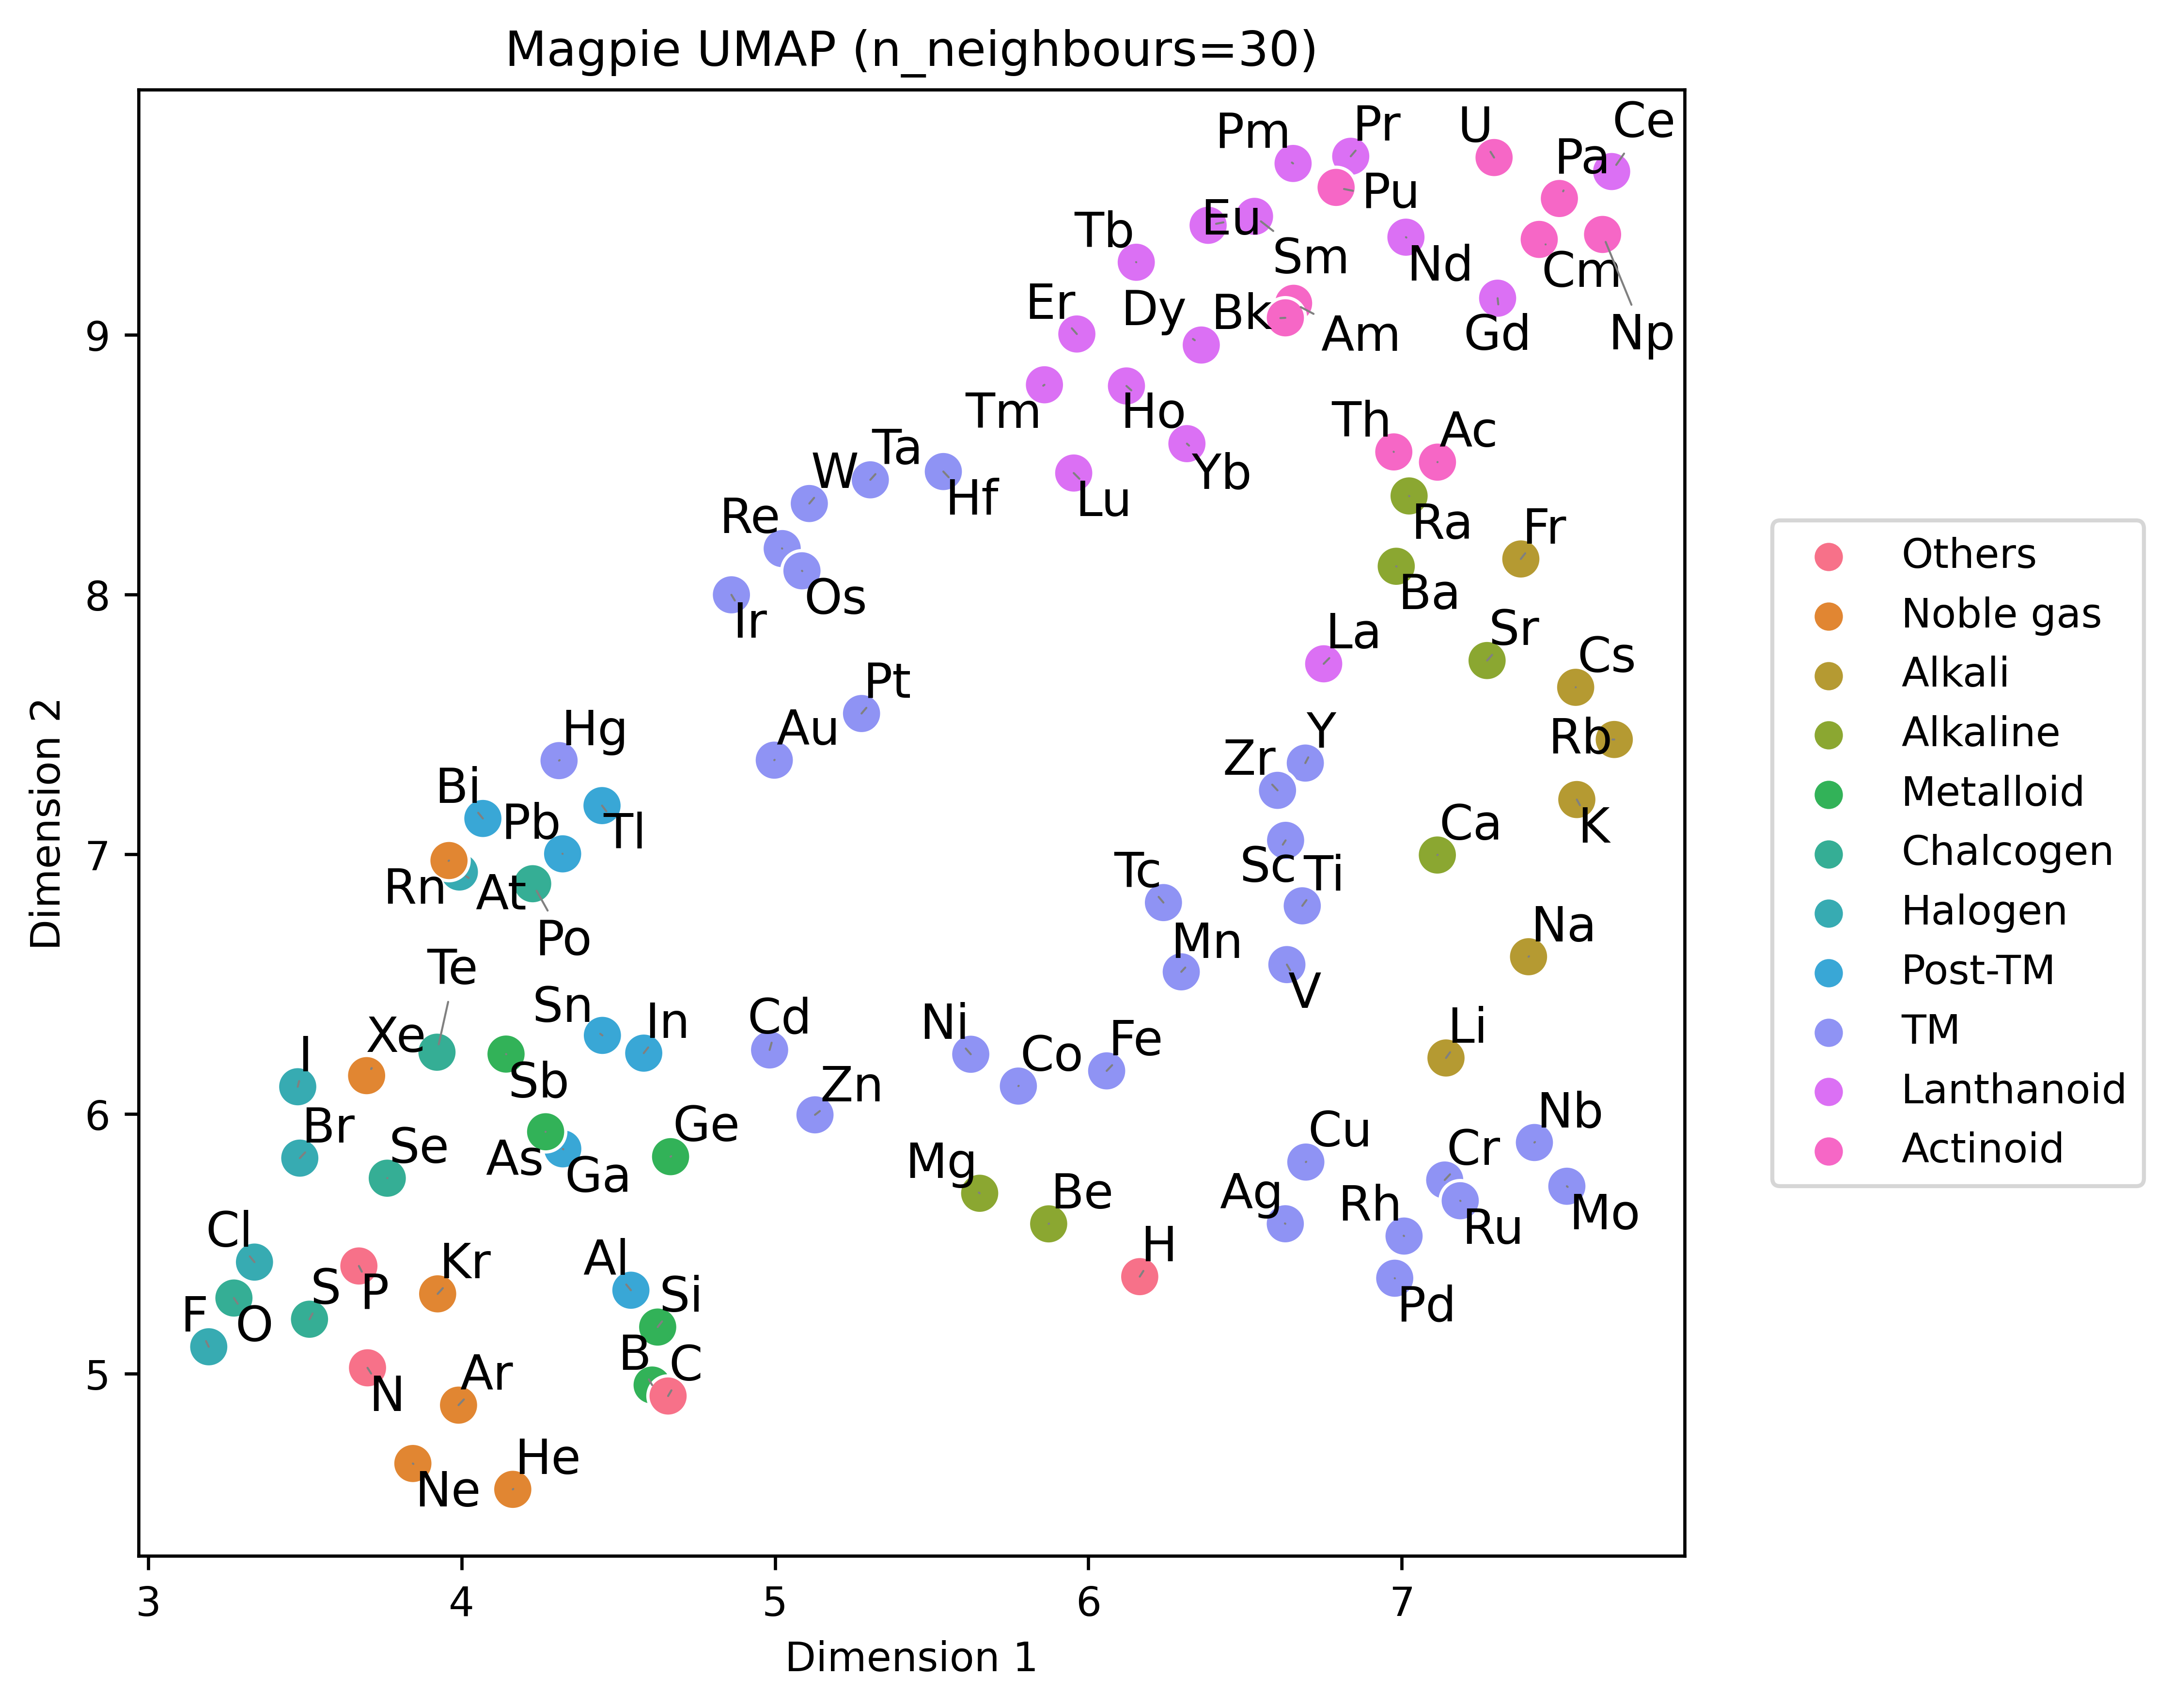 Magpie UMAP (n_neighbours=30)
Pm
Pr
U
Ce
Pa
Pu
Eu
Tb
Sm
Nd
Cm
Er
Dy
Bk
Am
Gd
Np
Tm
Ho
Th
Ac
W
Ta
Hf
Lu
Yb
Re
Ra
Fr
Os
Ba
Ir
La
Sr
Cs
Pt
Hg
Au
Y
Rb
Zr
Bi
Pb
Tl
Ca
K
Rn
At
Tc
Sc
Ti
Po
Mn
Na
Te
V
Sn
In
Cd
Ni
Co
Fe
Li
I
Xe
Sb
Zn
Br
Se
As
Ga
Ge
Mg
Be
Cu
Cr
Nb
Ag
Rh
Ru
Mo
Cl
Kr
Al
H
S
P
Si
Pd
F
O
B
C
N
Ar
He
Ne
9
8
7
6
5
3
4
5
6
7
Dimension 1
Dimension 2
Others
Noble gas
Alkali
Alkaline
Metalloid
Chalcogen
Halogen
Post-TM
TM
Lanthanoid
Actinoid